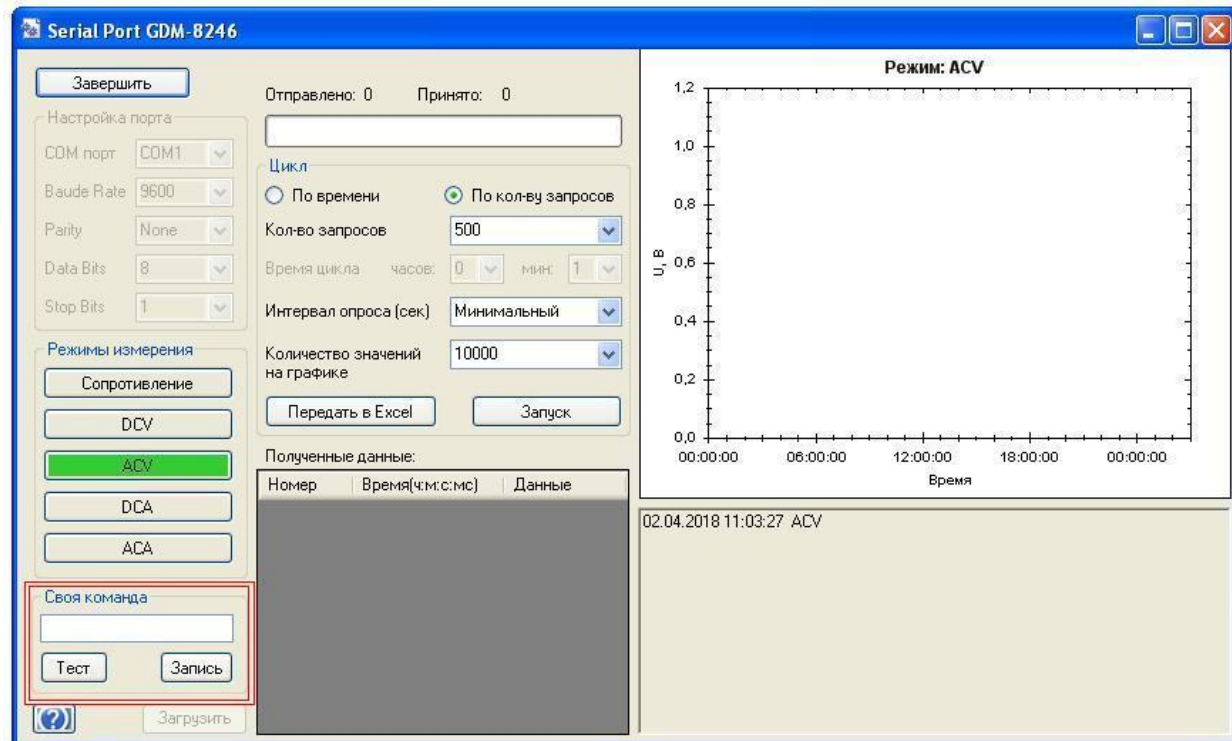 Serial Port GDM-8246
Завершить
Настройка порта
COM порт COM1
Baude Rate 9600
Parity None
Data Bits 8
Stop Bits 1
Режимы измерения
Сопротивление
DCV
ACV
DCA
ACA
Своя команда
Тест Запись
Загрузить
Отправлено: 0 Принято: 0
Цикл
По времени По кол-ву запросов
Кол-во запросов 500
Время цикла часов: 0 мин: 1
Интервал опроса (сек) Минимальный
Количество значений на графике 10000
Передать в Excel Запуск
Полученные данные:
Номер Время(ч:м:с:мс) Данные
Режим: ACV
1,2
1,0
0,8
0,6
0,4
0,2
0,0
U, В
00:00:00 06:00:00 12:00:00 18:00:00 00:00:00
Время
02.04.2018 11:03:27 ACV